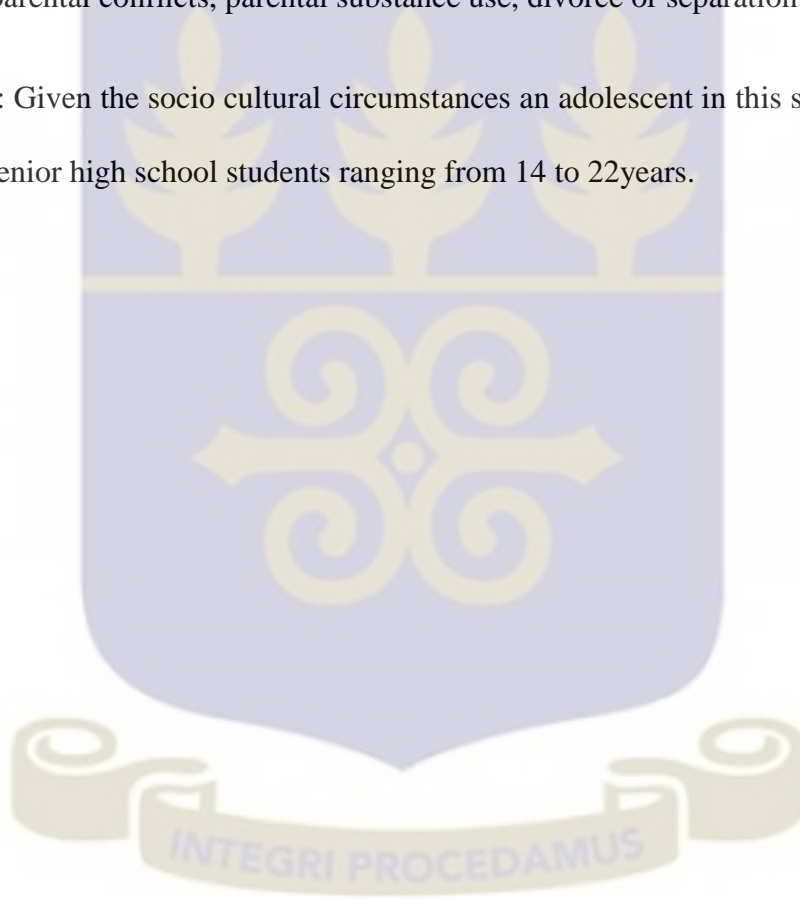 parental conflicts, parental substance use, divorce or separation
: Given the socio cultural circumstances an adolescent in this
enior high school students ranging from 14 to 22years.
INTEGRI PROCEDAMUS